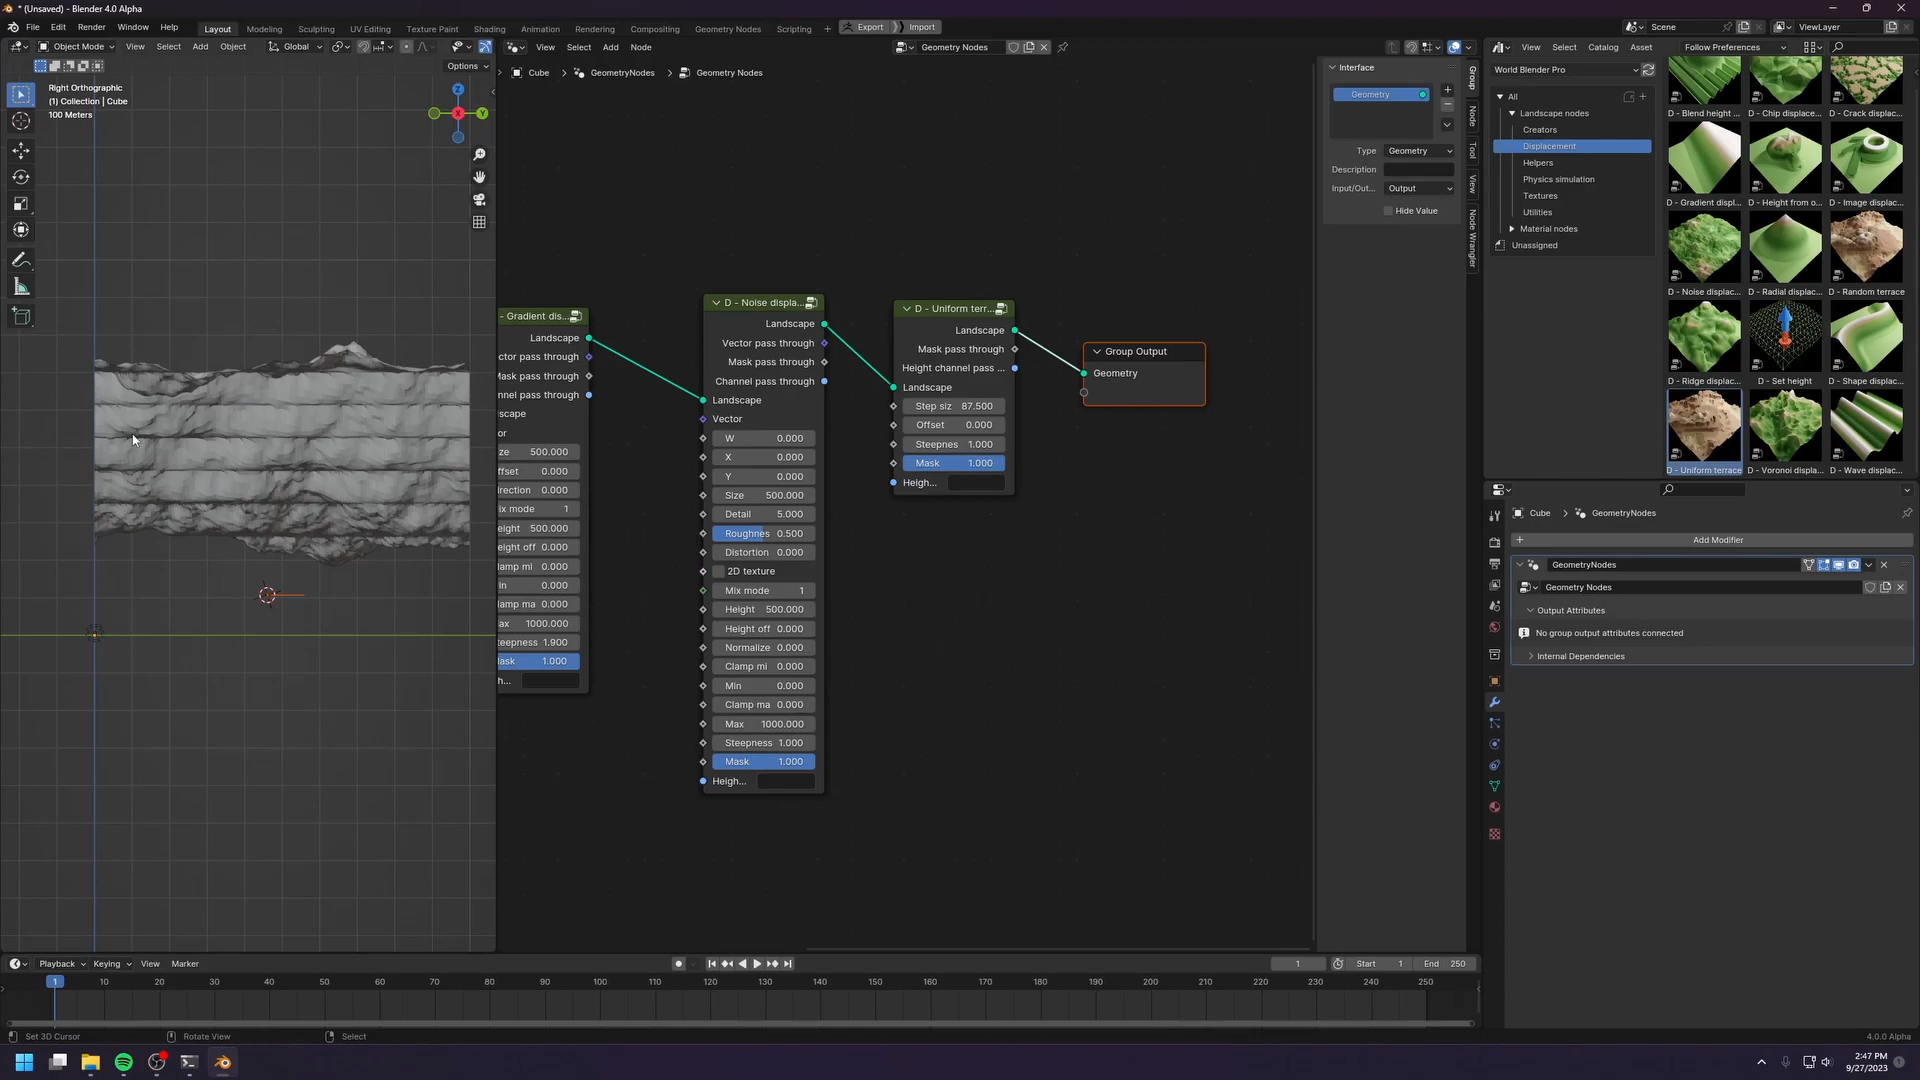 * (Unsaved) - Blender 4.0 Alpha
File Edit Render Window Help
Layout Modeling Sculpting UV Editing Texture Paint Shading Animation Rendering Compositing Geometry Nodes Scripting +
Export Import
Scene
ViewLayer
Object Mode View Select Add Object Global
Options
Right Orthographic
(1) Collection | Cube
100 Meters
Z
X
Y
View Select Add Node
Geometry Nodes
Cube > GeometryNodes > Geometry Nodes
- Gradient dis...
Landscape
ctor pass through
Mask pass through
nnel pass through
scape
or
ze 500.000
ffset 0.000
irection 0.000
ix mode 1
eight 500.000
eight off 0.000
lamp mi 0.000
in 0.000
lamp ma 0.000
ax 1000.000
teepness 1.900
lask 1.000
h...
D - Noise displa...
Landscape
Vector pass through
Mask pass through
Channel pass through
Landscape
Vector
W 0.000
X 0.000
Y 0.000
Size 500.000
Detail 5.000
Roughnes 0.500
Distortion 0.000
2D texture
Mix mode 1
Height 500.000
Height off 0.000
Normalize 0.000
Clamp mi 0.000
Min 0.000
Clamp ma 0.000
Max 1000.000
Steepness 1.000
Mask 1.000
Heigh...
D - Uniform terr...
Landscape
Mask pass through
Height channel pass ...
Landscape
Step siz 87.500
Offset 0.000
Steepnes 1.000
Mask 1.000
Heigh...
Group Output
Geometry
Interface
Geometry
Type Geometry
Description
Input/Out... Output
Hide Value
Group
Node
Tool
View
Node Wrangler
View Select Catalog Asset
Follow Preferences
World Blender Pro
All
Landscape nodes
Creators
Displacement
Helpers
Physics simulation
Textures
Utilities
Material nodes
Unassigned
D - Blend height ... D - Chip displace... D - Crack displac...
D - Gradient displ... D - Height from o... D - Image displac...
D - Noise displac... D - Radial displac... D - Random terrace
D - Ridge displac... D - Set height D - Shape displac...
D - Uniform terrace D - Voronoi displa... D - Wave displac...
Cube > GeometryNodes
+ Add Modifier
GeometryNodes
Geometry Nodes
Output Attributes
No group output attributes connected
Internal Dependencies
Playback Keying View Marker
1
Start 1
End 250
1 10 20 30 40 50 60 70 80 90 100 110 120 130 140 150 160 170 180 190 200 210 220 230 240 250
Set 3D Cursor
Rotate View
Select
4.0.0 Alpha
2:47 PM
9/27/2023